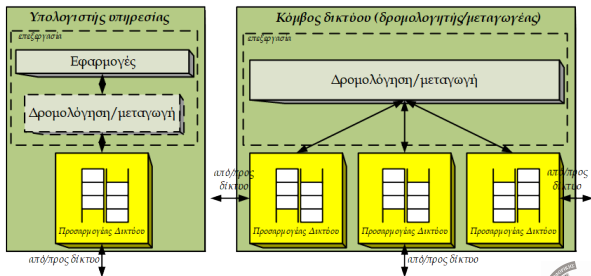 Υπολογιστής υπηρεσίας
επεξεργασία
Εφαρμογές
Δρομολόγηση/μεταγωγή
Προσαρμογέας Δικτύου
από/προς δίκτυο
Κόμβος δικτύου (δρομολογητής/μεταγωγέας)
επεξεργασία
Δρομολόγηση/μεταγωγή
από/προς
δίκτυο
Προσαρμογέας Δικτύου
Προσαρμογέας Δικτύου
Προσαρμογέας Δικτύου
από/προς
δίκτυο
από/προς δίκτυο